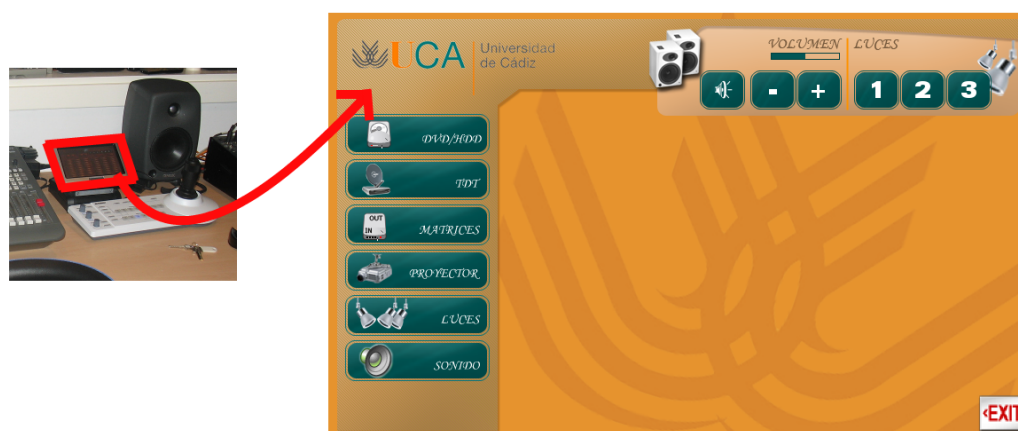 UCA Universidad
de Cádiz
VOLUMEN LUCES
- + 1 2 3
DVD/HDD
TDT
OUT
IN
MATRICES
PROYECTOR
LUCES
SONIDO
‹EXIT